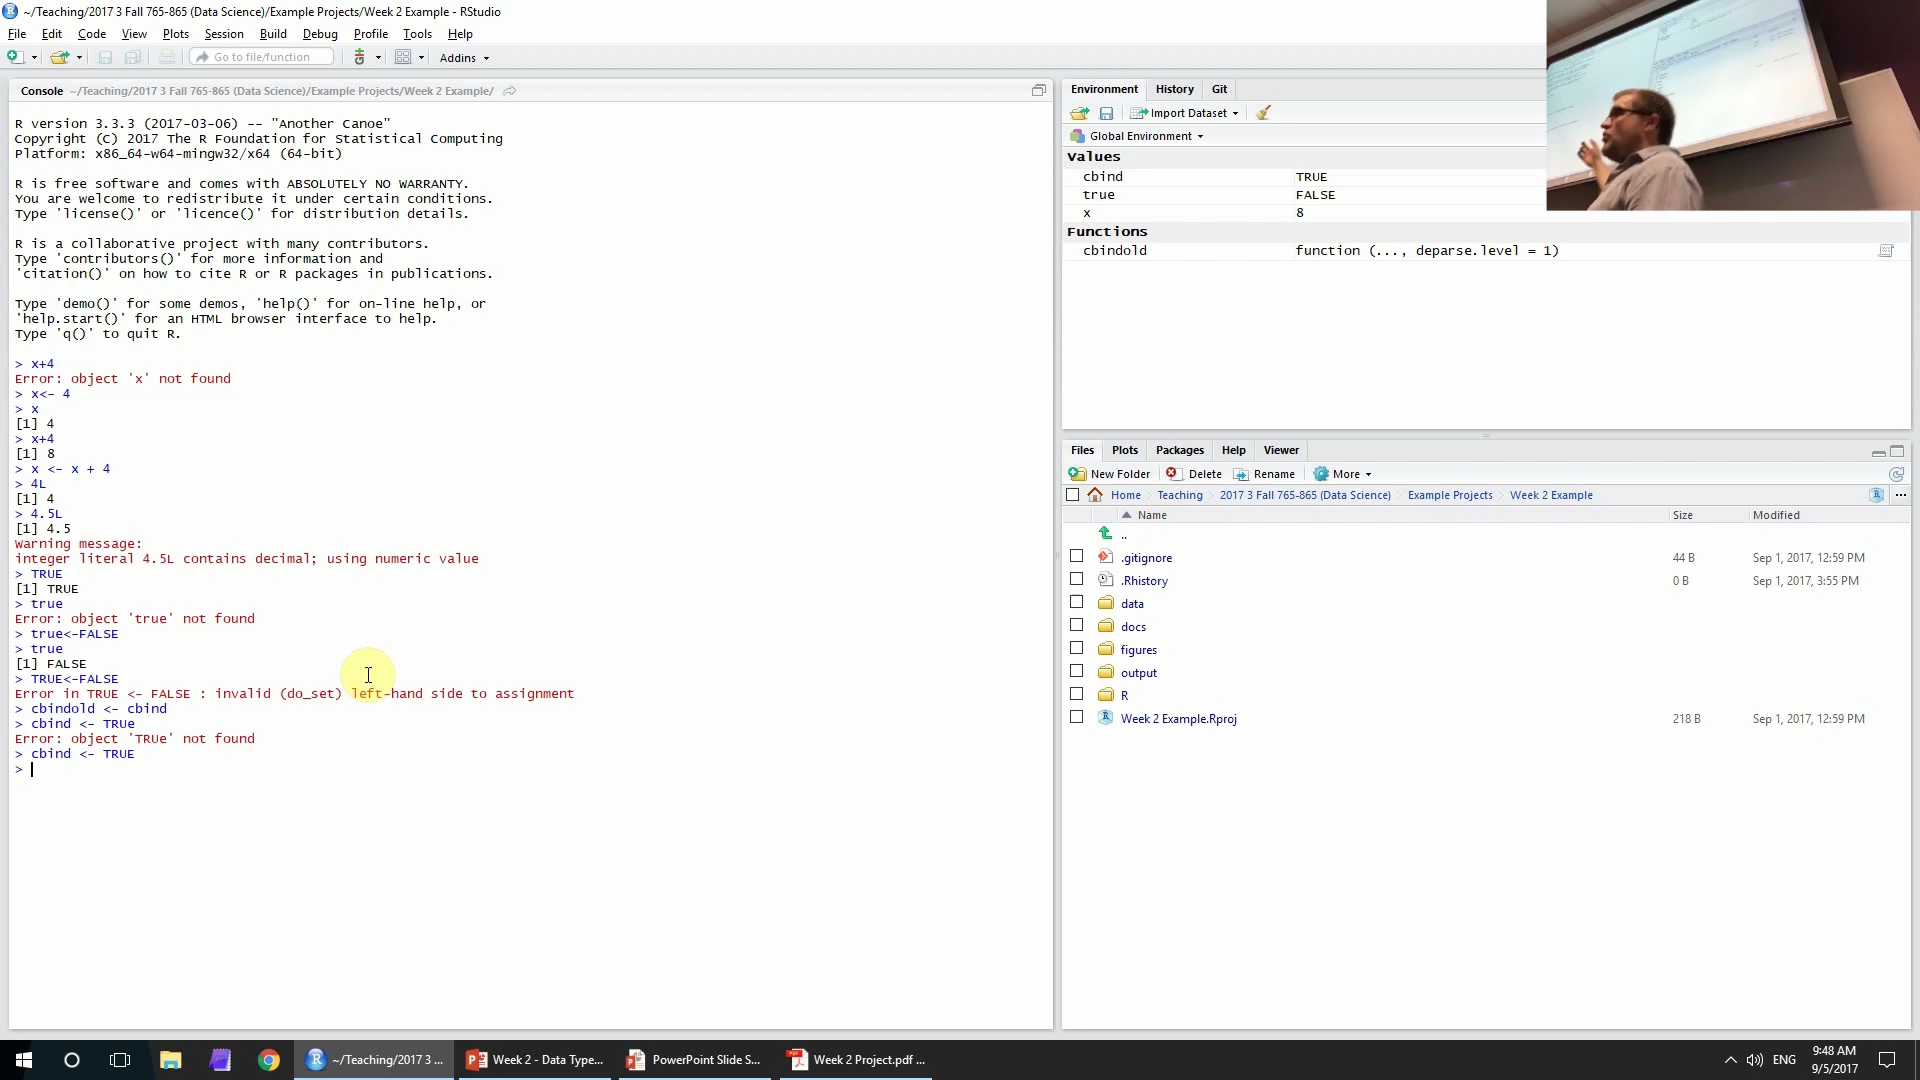 ~/Teaching/2017 3 Fall 765-865 (Data Science)/Example Projects/Week 2 Example - RStudio
File Edit Code View Plots Session Build Debug Profile Tools Help
Go to file/function Addins
Console ~/Teaching/2017 3 Fall 765-865 (Data Science)/Example Projects/Week 2 Example/
R version 3.3.3 (2017-03-06) -- "Another Canoe"
Copyright (C) 2017 The R Foundation for Statistical Computing
Platform: x86_64-w64-mingw32/x64 (64-bit)
R is free software and comes with ABSOLUTELY NO WARRANTY.
You are welcome to redistribute it under certain conditions.
Type 'license()' or 'licence()' for distribution details.
R is a collaborative project with many contributors.
Type 'contributors()' for more information and
'citation()' on how to cite R or R packages in publications.
Type 'demo()' for some demos, 'help()' for on-line help, or
'help.start()' for an HTML browser interface to help.
Type 'q()' to quit R.
> x+4
Error: object 'x' not found
> x<- 4
> x
[1] 4
> x+4
[1] 8
> x <- x + 4
> 4L
[1] 4
> 4.5L
[1] 4.5
Warning message:
integer literal 4.5L contains decimal; using numeric value
> TRUE
[1] TRUE
> true
Error: object 'true' not found
> true<-FALSE
> true
[1] FALSE
> TRUE<-FALSE
Error in TRUE <- FALSE : invalid (do_set) left-hand side to assignment
> cbindold <- cbind
> cbind <- TRUe
Error: object 'TRUe' not found
> cbind <- TRUE
>
Environment History Git
Import Dataset
Global Environment
Values
cbind TRUE
true FALSE
x 8
Functions
cbindold function (..., deparse.level = 1)
Files Plots Packages Help Viewer
New Folder Delete Rename More
Home Teaching 2017 3 Fall 765-865 (Data Science) Example Projects Week 2 Example ...
Name Size Modified
..
.gitignore 44 B Sep 1, 2017, 12:59 PM
.Rhistory 0 B Sep 1, 2017, 3:55 PM
data
docs
figures
output
R
Week 2 Example.Rproj 218 B Sep 1, 2017, 12:59 PM
~/Teaching/2017 3 ... Week 2 - Data Type... PowerPoint Slide S... Week 2 Project.pdf ... ENG 9:48 AM
9/5/2017